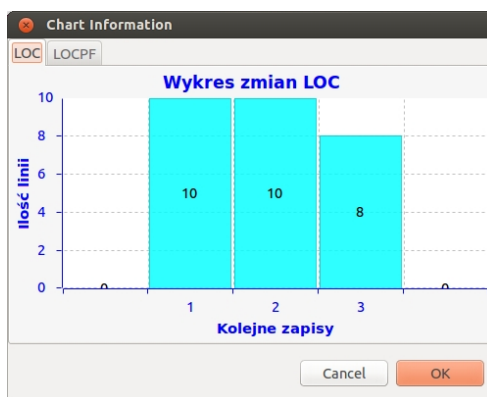 Chart Information
LOC LOCPF
Wykres zmian LOC
Ilość linii
10
8
6
4
2
0
0
10
10
8
0
1 2 3
Kolejne zapisy
Cancel OK